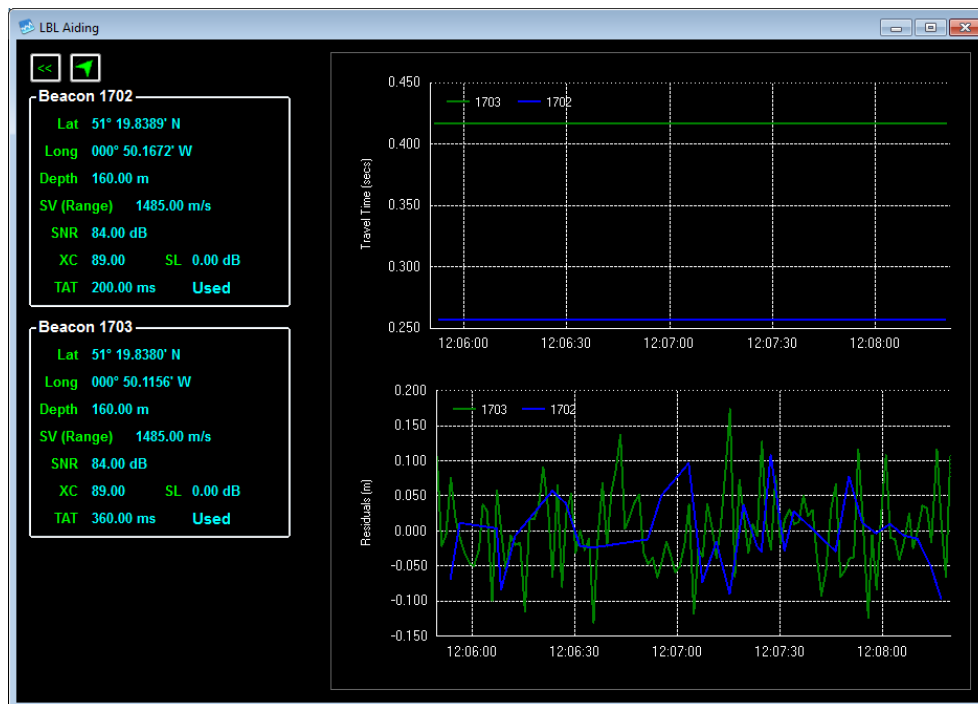 LBL Aiding
<<
Beacon 1702
Lat 51° 19.8389' N
Long 000° 50.1672' W
Depth 160.00 m
SV (Range) 1485.00 m/s
SNR 84.00 dB
XC 89.00 SL 0.00 dB
TAT 200.00 ms Used
Beacon 1703
Lat 51° 19.8380' N
Long 000° 50.1156' W
Depth 160.00 m
SV (Range) 1485.00 m/s
SNR 84.00 dB
XC 89.00 SL 0.00 dB
TAT 360.00 ms Used
0.450
1703 1702
0.400
Travel Time (secs)
0.350
0.300
0.250
12:06:00 12:06:30 12:07:00 12:07:30 12:08:00
0.200
1703 1702
0.150
0.100
0.050
Residuals (m)
0.000
-0.050
-0.100
-0.150
12:06:00 12:06:30 12:07:00 12:07:30 12:08:00